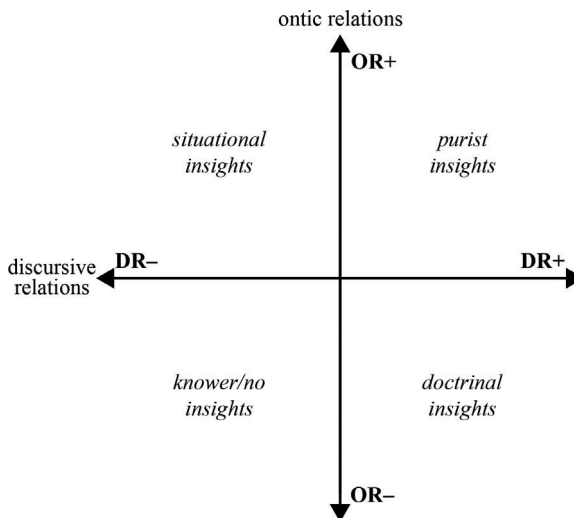 ontic relations
OR+
situational
insights
purist
insights
discursive
relations
DR–
DR+
knower/no
insights
doctrinal
insights
OR–